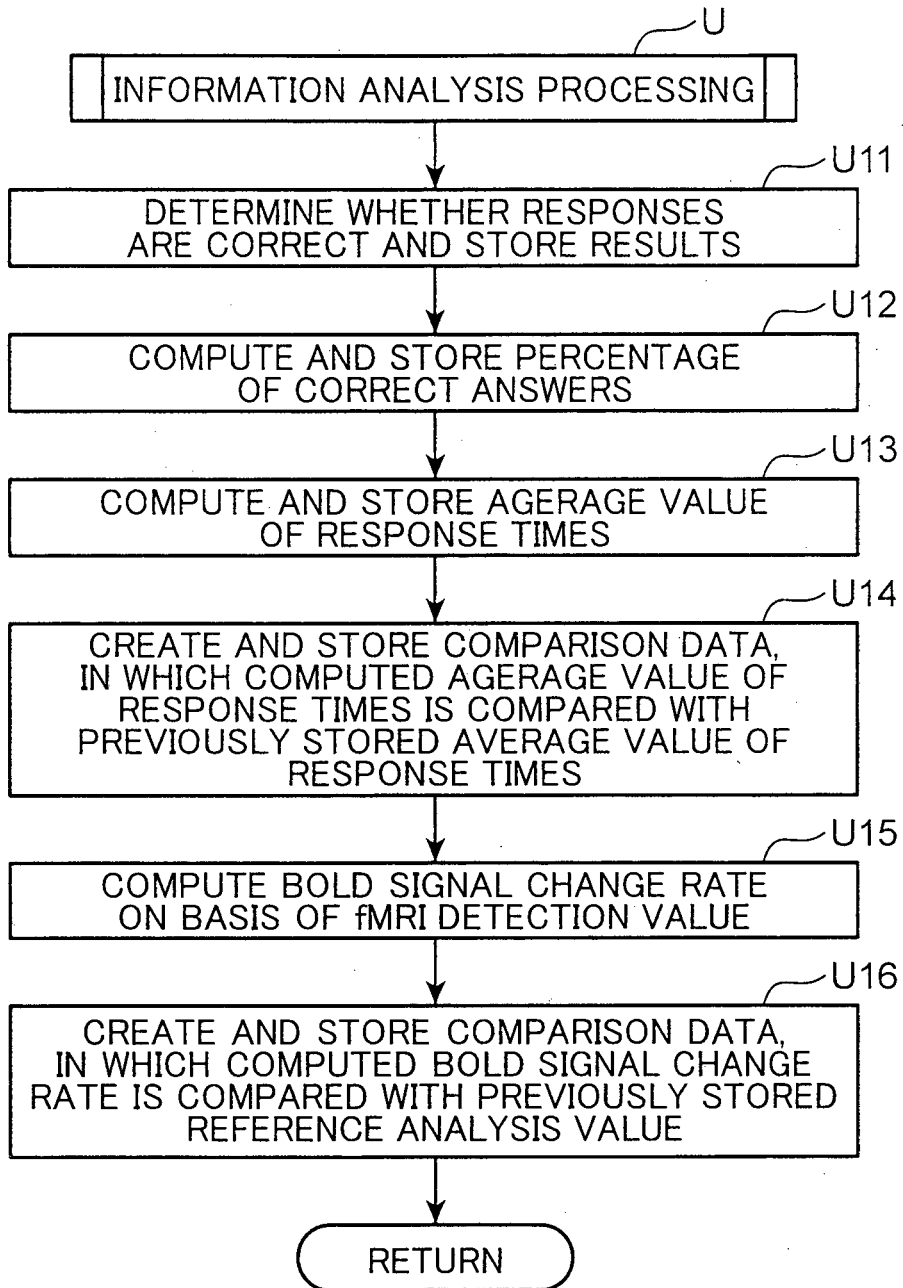 U
INFORMATION ANALYSIS PROCESSING
U11
DETERMINE WHETHER RESPONSES
ARE CORRECT AND STORE RESULTS
U12
COMPUTE AND STORE PERCENTAGE
OF CORRECT ANSWERS
U13
COMPUTE AND STORE AGERAGE VALUE
OF RESPONSE TIMES
U14
CREATE AND STORE COMPARISON DATA,
IN WHICH COMPUTED AGERAGE VALUE OF
RESPONSE TIMES IS COMPARED WITH
PREVIOUSLY STORED AVERAGE VALUE OF
RESPONSE TIMES
U15
COMPUTE BOLD SIGNAL CHANGE RATE
ON BASIS OF fMRI DETECTION VALUE
U16
CREATE AND STORE COMPARISON DATA,
IN WHICH COMPUTED BOLD SIGNAL CHANGE
RATE IS COMPARED WITH PREVIOUSLY STORED
REFERENCE ANALYSIS VALUE
RETURN